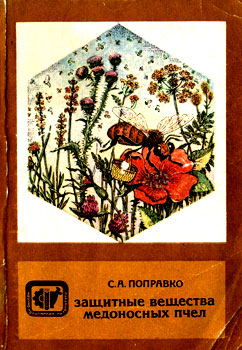 С.А. ПОПРАВКО
ЗАЩИТНЫЕ ВЕЩЕСТВА
МЕДОНОСНЫХ ПЧЕЛ